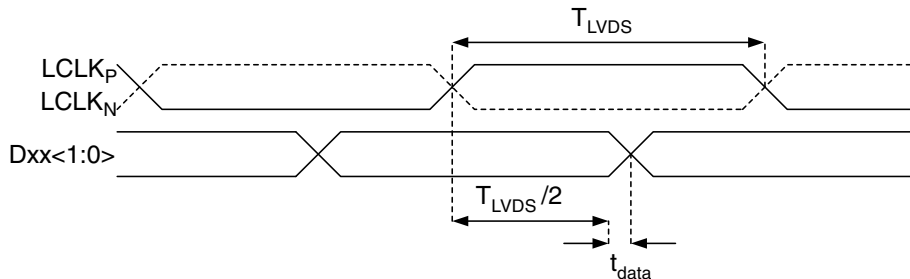 T_LVDS
LCLK_P
LCLK_N
Dxx<1:0>
T_LVDS/2
t_data